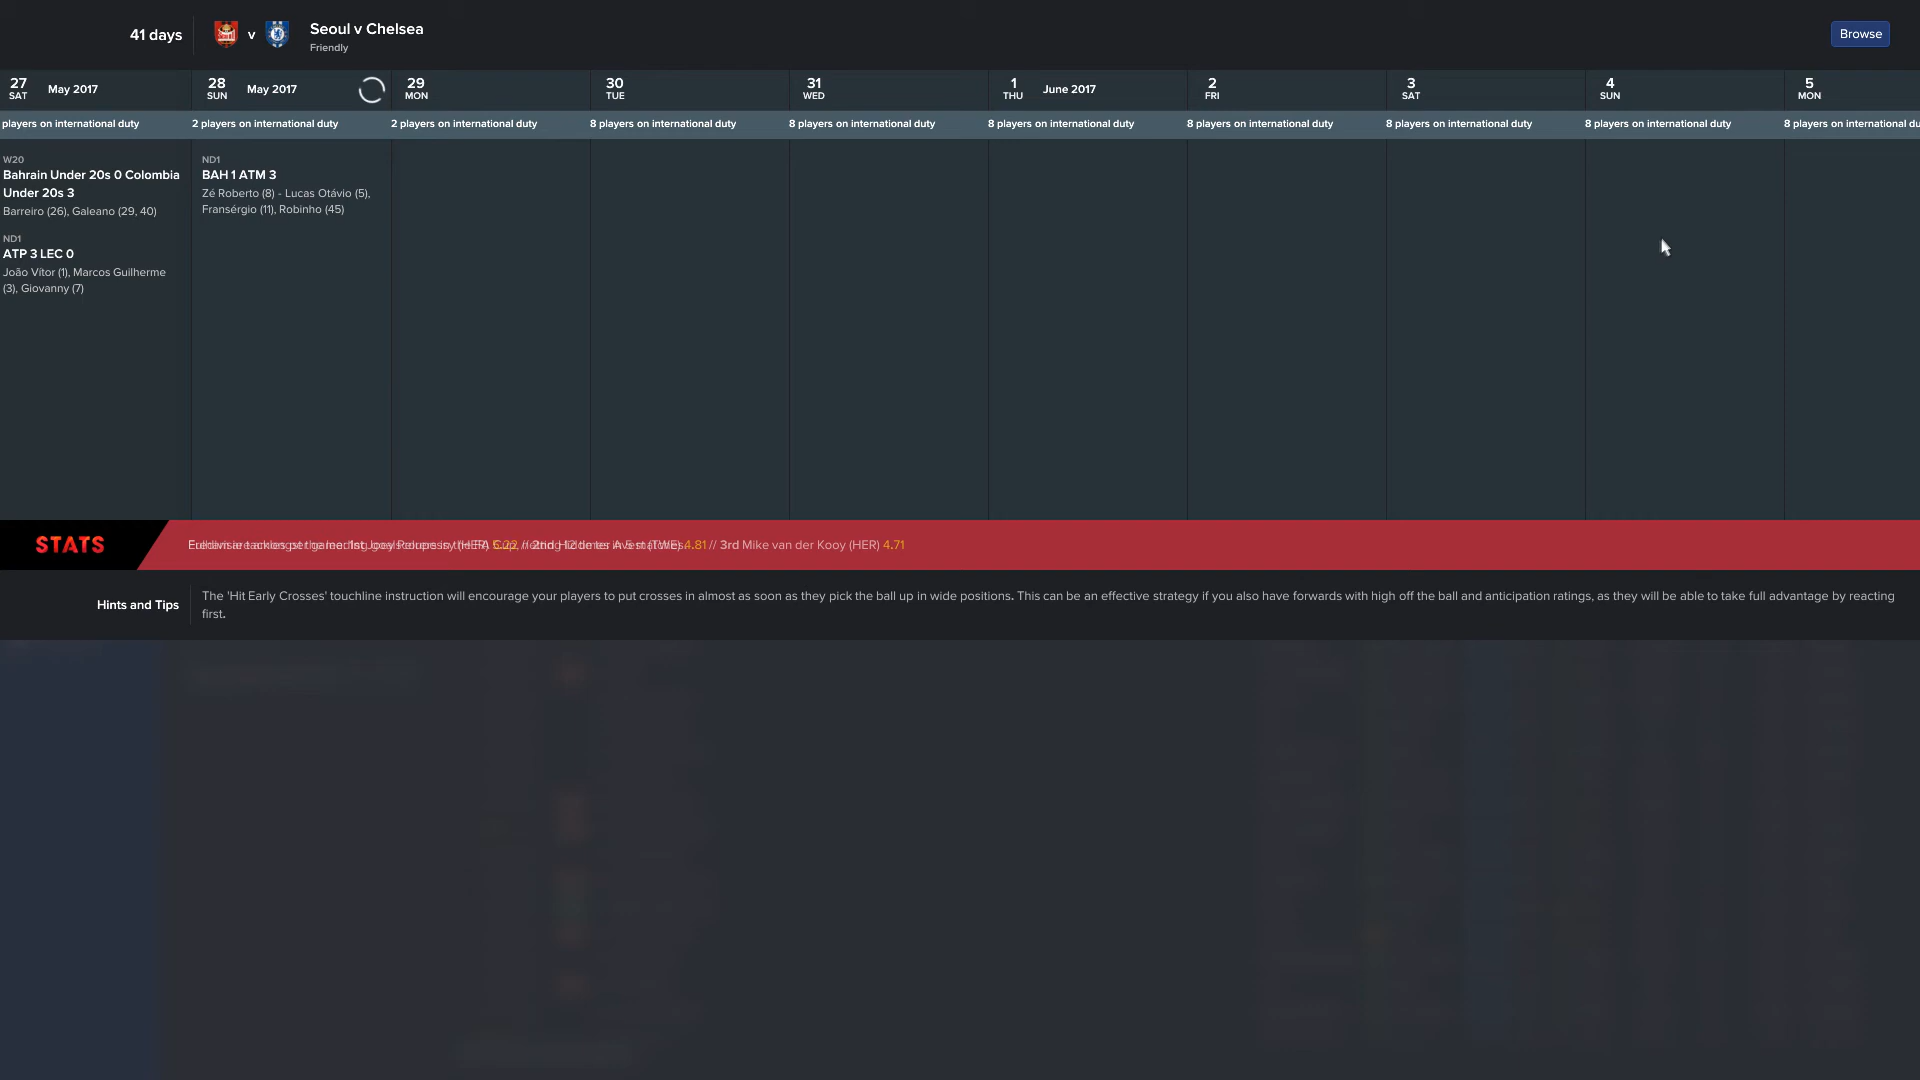 41 days
v
Seoul v Chelsea
Friendly
Browse
27
SAT
May 2017
28
SUN
May 2017
29
MON
30
TUE
31
WED
1
THU
June 2017
2
FRI
3
SAT
4
SUN
5
MON
players on international duty
2 players on international duty
2 players on international duty
8 players on international duty
8 players on international duty
8 players on international duty
8 players on international duty
8 players on international duty
8 players on international duty
8 players on international du
W20
Bahrain Under 20s 0 Colombia
Under 20s 3
Barreiro (26), Galeano (29, 40)
ND1
ATP 3 LEC 0
João Vítor (1), Marcos Guilherme
(3), Giovanny (7)
ND1
BAH 1 ATM 3
Zé Roberto (8) - Lucas Otávio (5),
Fransérgio (11), Robinho (45)
STATS
4.81 // 3rd Mike van der Kooy (HER) 4.71
Hints and Tips
The 'Hit Early Crosses' touchline instruction will encourage your players to put crosses in almost as soon as they pick the ball up in wide positions. This can be an effective strategy if you also have forwards with high off the ball and anticipation ratings, as they will be able to take full advantage by reacting
first.